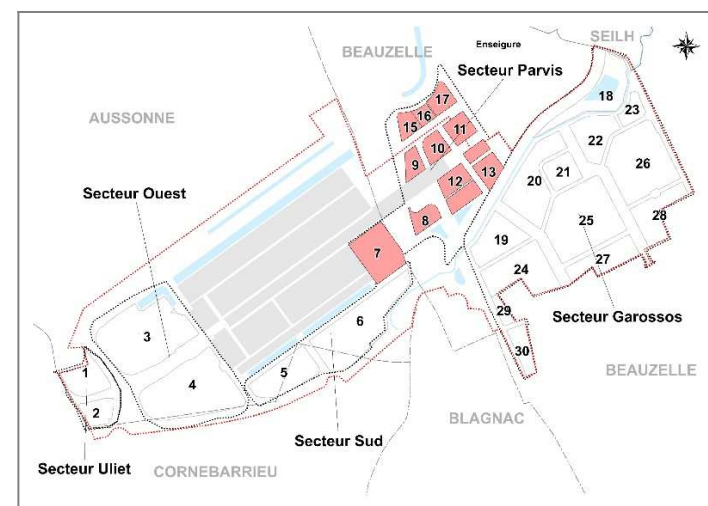 SEILH
BEAUZELLE
Enseigure
Secteur Parvis
AUSSONNE
17
16
15
18
23
11
10
22
9
13
21
26
12
20
Secteur Ouest
8
25
28
7
19
24
27
6
29
Secteur Garossos
3
30
1
4
5
2
BEAUZELLE
BLAGNAC
Secteur Sud
Secteur Uliet
CORNEBARRIEU